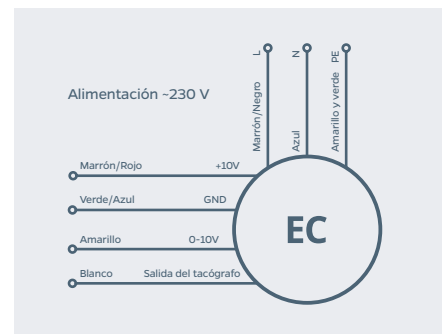 L
N
PE
Alimentación ~230 V
Marrón/Negro
Azul
Amarillo y verde
Marrón/Rojo +10V
Verde/Azul GND
Amarillo 0-10V
Blanco Salida del tacógrafo
EC